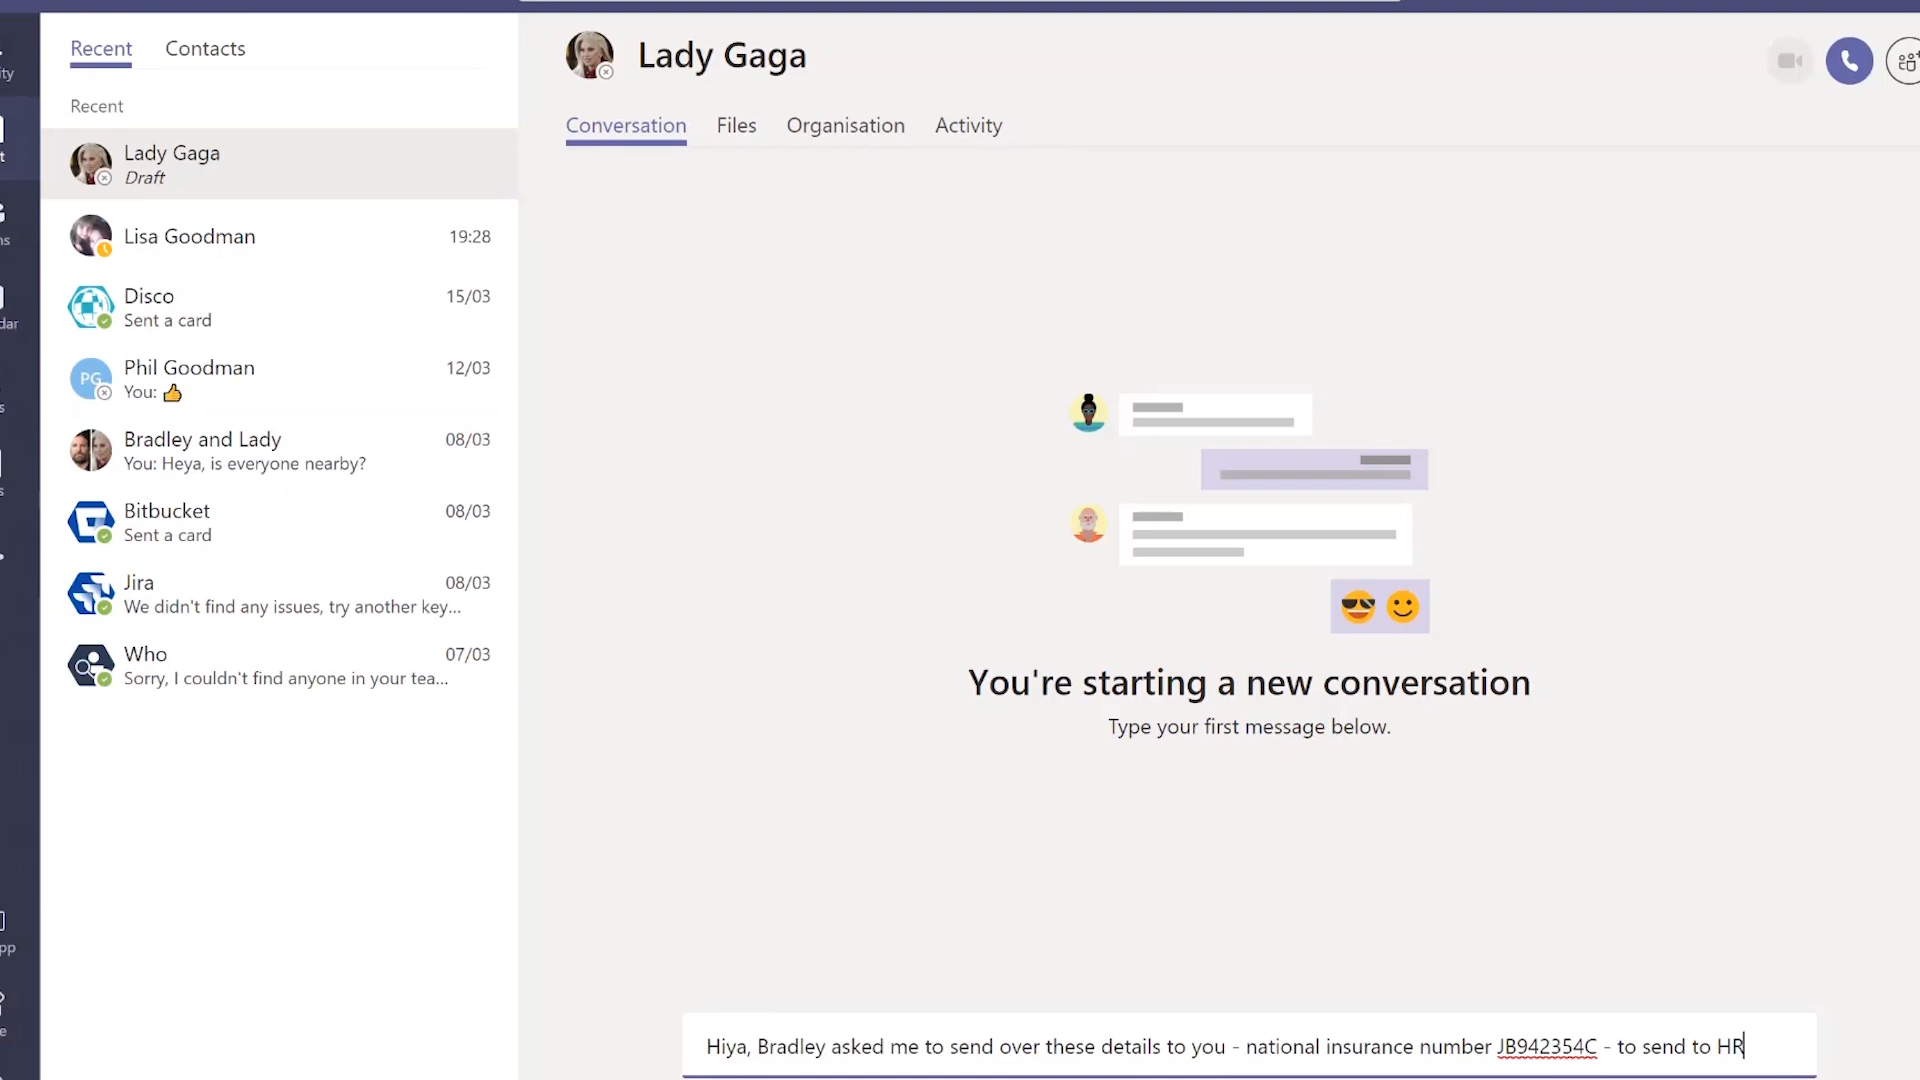 Recent Contacts
Recent
Lady Gaga
Draft
Lisa Goodman 19:28
Disco 15/03
Sent a card
PG
Phil Goodman 12/03
You: 👍
Bradley and Lady 08/03
You: Heya, is everyone nearby?
Bitbucket 08/03
Sent a card
Jira 08/03
We didn't find any issues, try another key...
Who 07/03
Sorry, I couldn't find anyone in your tea...
Lady Gaga
Conversation Files Organisation Activity
You're starting a new conversation
Type your first message below.
Hiya, Bradley asked me to send over these details to you - national insurance number JB942354C - to send to HR